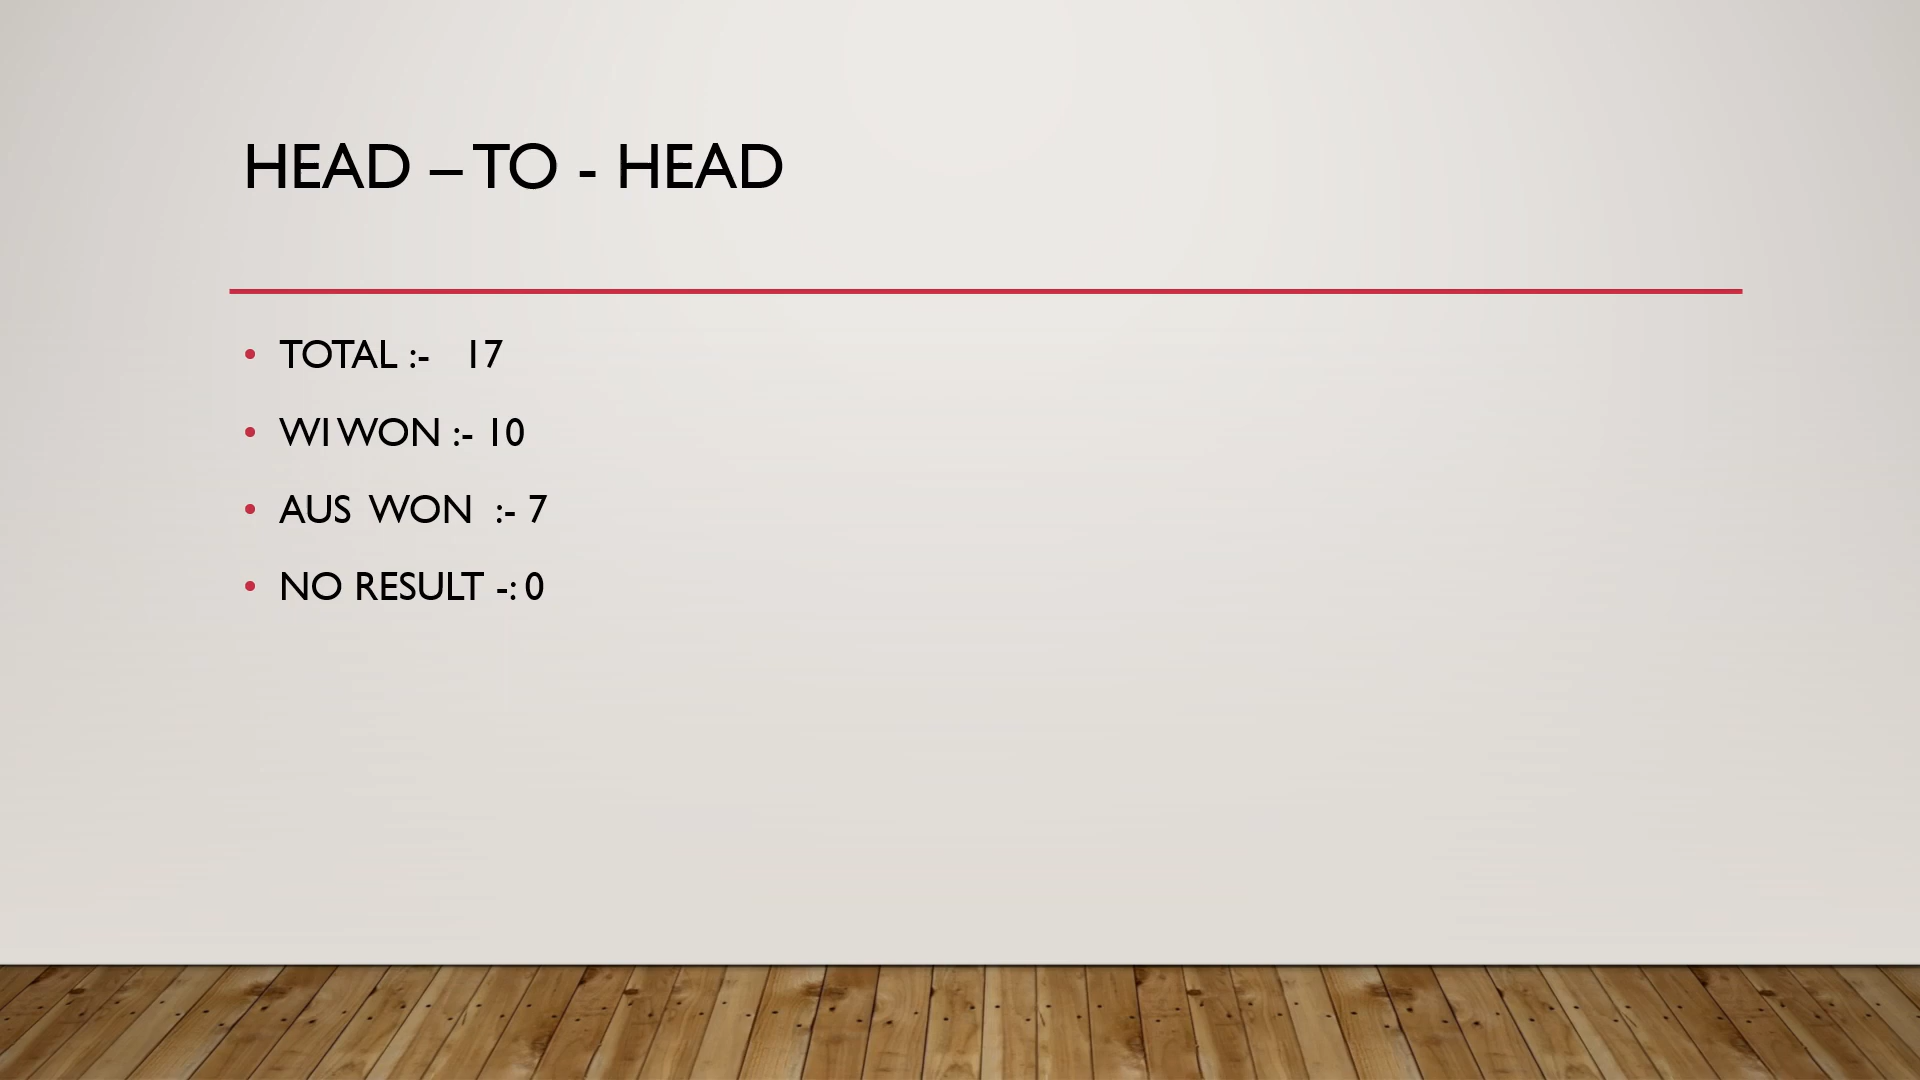 HEAD – TO - HEAD
• TOTAL :- 17
• WI WON :- 10
• AUS WON :- 7
• NO RESULT -: 0